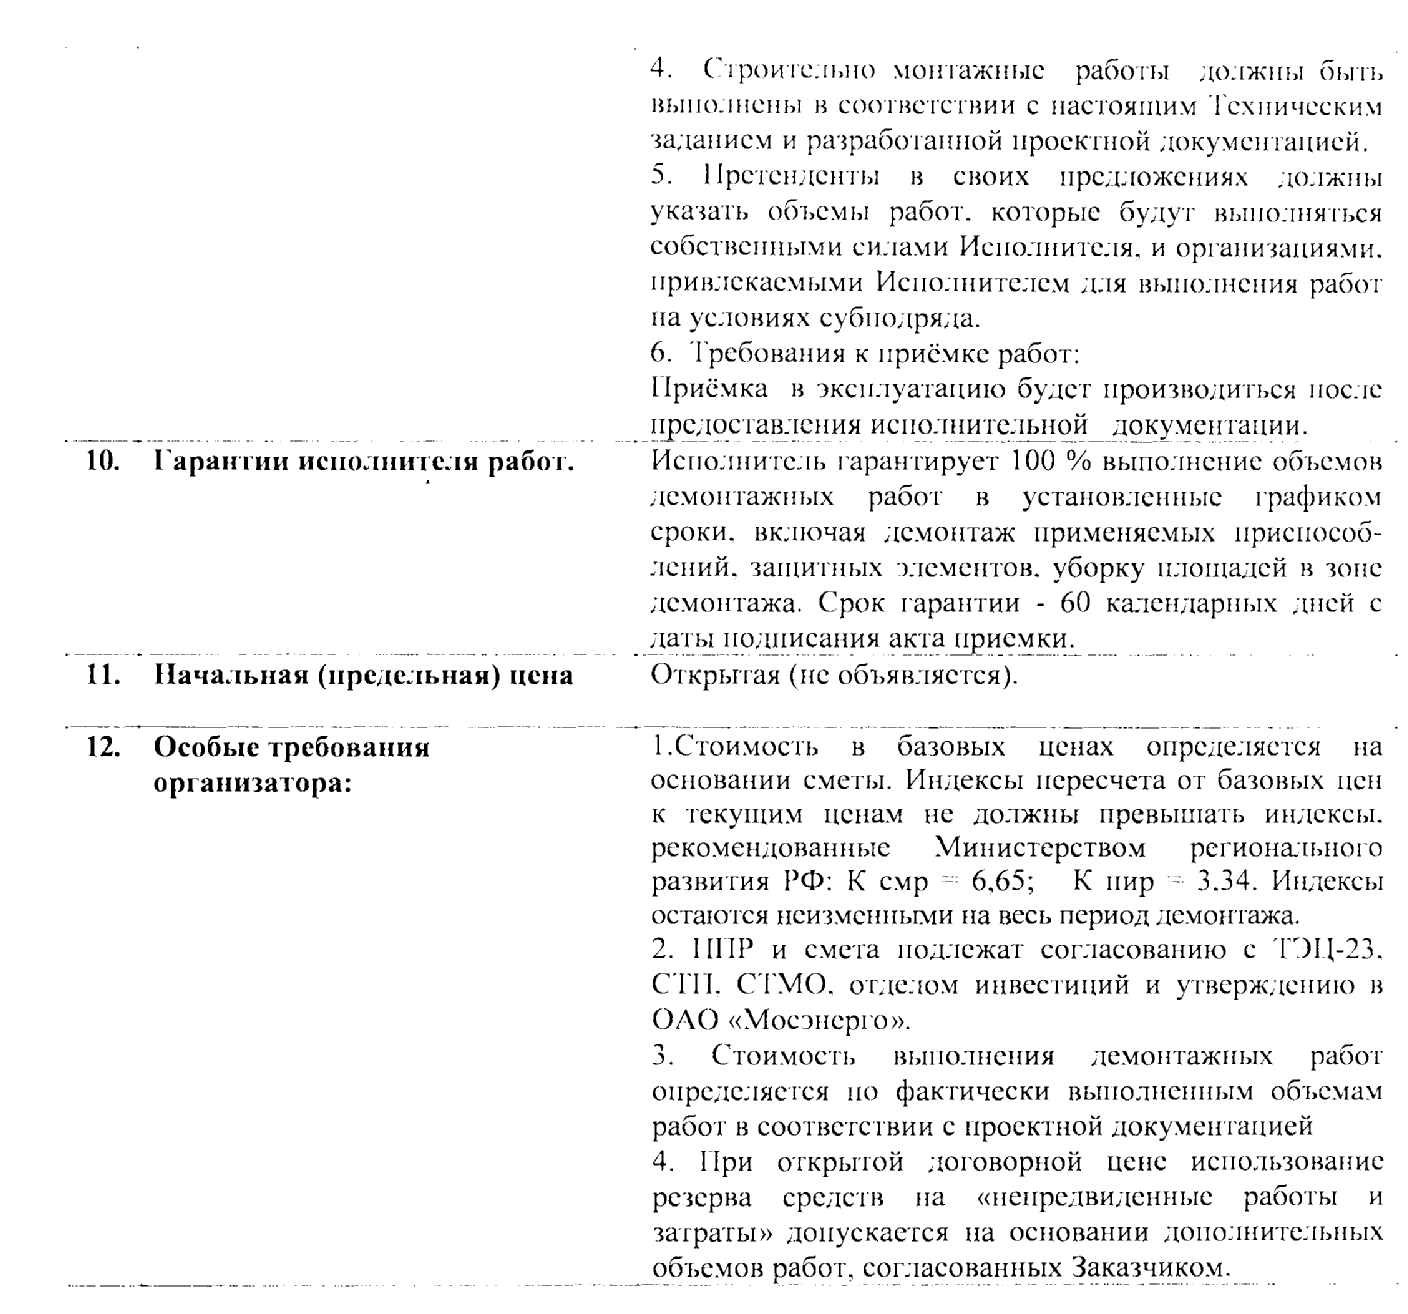 4. Строительно монтажные работы должны быть
выполнены в соответствии с настоящим Техническим
заданием и разработанной проектной документацией.
5. Претенденты в своих предложениях должны
указать объемы работ, которые будут выполняться
собственными силами Исполнителя, и организациями,
привлекаемыми Исполнителем для выполнения работ
на условиях субподряда.
6. Требования к приёмке работ:
Приёмка в эксплуатацию будет производиться после
предоставления исполнительной документации.
10. Гарантии исполнителя работ.
Исполнитель гарантирует 100 % выполнение объемов
демонтажных работ в установленные графиком
сроки, включая демонтаж применяемых приспособ-
лений, защитных элементов, уборку площадей в зоне
демонтажа. Срок гарантии - 60 календарных дней с
даты подписания акта приемки.
11. Начальная (предельная) цена
Открытая (не объявляется).
12. Особые требования
организатора:
1.Стоимость в базовых ценах определяется на
основании сметы. Индексы пересчета от базовых цен
к текущим ценам не должны превышать индексы,
рекомендованные Министерством регионального
развития РФ: К смр = 6,65; К пир = 3.34. Индексы
остаются неизменными на весь период демонтажа.
2. ППР и смета подлежат согласованию с ТЭЦ-23,
СТП, СТМО, отделом инвестиций и утверждению в
ОАО «Мосэнерго».
3. Стоимость выполнения демонтажных работ
определяется по фактически выполненным объемам
работ в соответствии с проектной документацией
4. При открытой договорной цене использование
резерва средств на «непредвиденные работы и
затраты» допускается на основании дополнительных
объемов работ, согласованных Заказчиком.